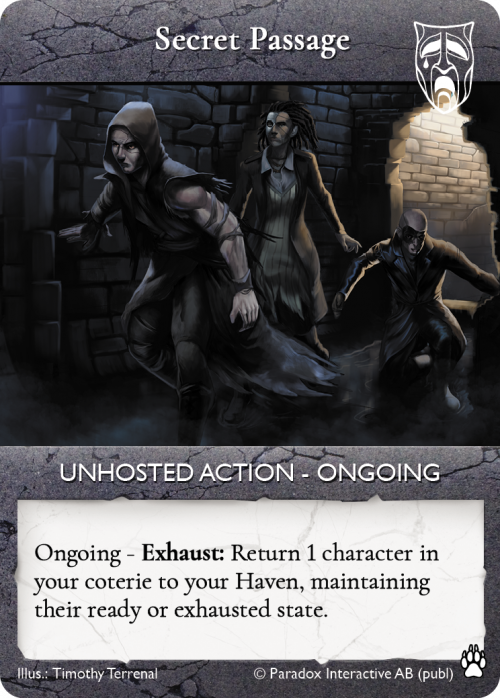 Secret Passage
UNHOSTED ACTION - ONGOING
Ongoing - Exhaust: Return 1 character in
your coterie to your Haven, maintaining
their ready or exhausted state.
Illus.: Timothy Terrenal
© Paradox Interactive AB (publ)